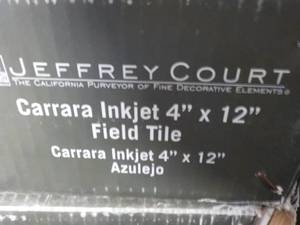 JEFFREY COURT
THE CALIFORNIA PURVEYOR OF FINE DECORATIVE ELEMENTS®
Carrara Inkjet 4” x 12”
Field Tile
Carrara Inkjet 4” x 12”
Azulejo